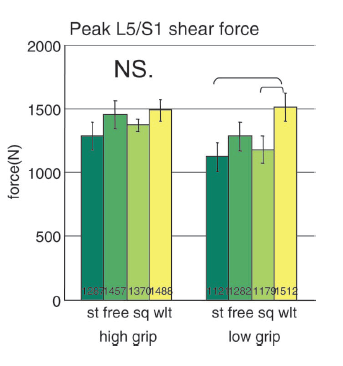 Peak L5/S1 shear force
2000
NS.
1500
1000
500
0
force(N)
1457 1370 1488
1282 1179 1512
st free sq wlt st free sq wlt
high grip low grip